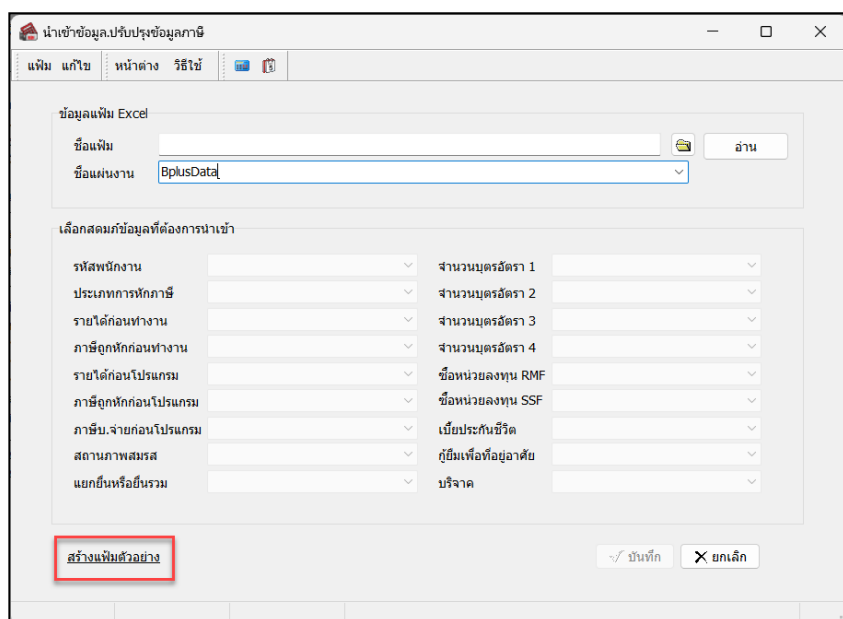 นำเข้าข้อมูล.ปรับปรุงข้อมูลภาษี
แฟ้ม แก้ไข หน้าต่าง วิธีใช้
ข้อมูลแฟ้ม Excel
ชื่อแฟ้ม อ่าน
ชื่อแผ่นงาน BplusData
เลือกสดมภ์ข้อมูลที่ต้องการนำเข้า
รหัสพนักงาน จำนวนบุตรอัตรา 1
ประเภทการหักภาษี จำนวนบุตรอัตรา 2
รายได้ก่อนทำงาน จำนวนบุตรอัตรา 3
ภาษีถูกหักก่อนทำงาน จำนวนบุตรอัตรา 4
รายได้ก่อนโปรแกรม ซื้อหน่วยลงทุน RMF
ภาษีถูกหักก่อนโปรแกรม ซื้อหน่วยลงทุน SSF
ภาษีบ.จ่ายก่อนโปรแกรม เบี้ยประกันชีวิต
สถานภาพสมรส กู้ยืมเพื่อที่อยู่อาศัย
แยกยื่นหรือยื่นรวม บริจาค
สร้างแฟ้มตัวอย่าง บันทึก ยกเลิก